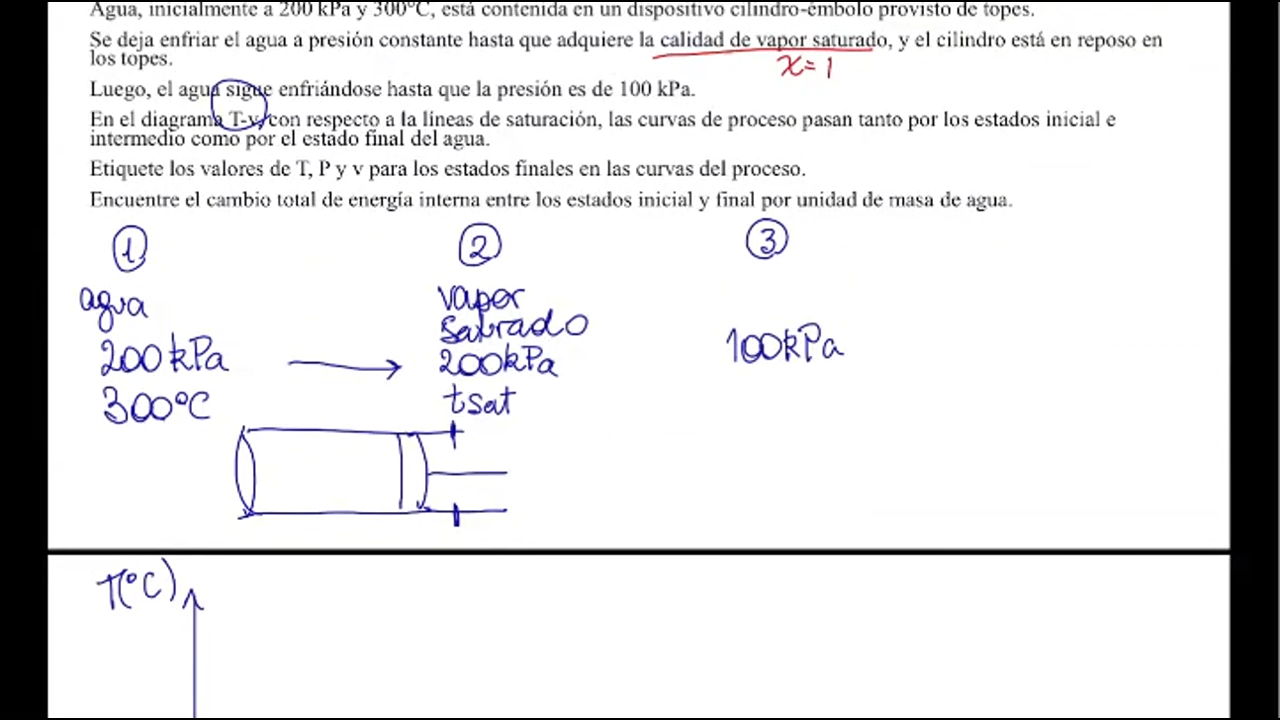 Agua, inicialmente a 200 kPa y 300°C, está contenida en un dispositivo cilindro-émbolo provisto de topes.
Se deja enfriar el agua a presión constante hasta que adquiere la calidad de vapor saturado, y el cilindro está en reposo en
los topes.
x=1
Luego, el agua sigue enfriándose hasta que la presión es de 100 kPa.
En el diagrama T-v, con respecto a la líneas de saturación, las curvas de proceso pasan tanto por los estados inicial e
intermedio como por el estado final del agua.
Etiquete los valores de T, P y v para los estados finales en las curvas del proceso.
Encuentre el cambio total de energía interna entre los estados inicial y final por unidad de masa de agua.
1
agua
200 kPa
300°C
2
vapor
saturado
200 kPa
tsat
3
100 kPa
T(°C)